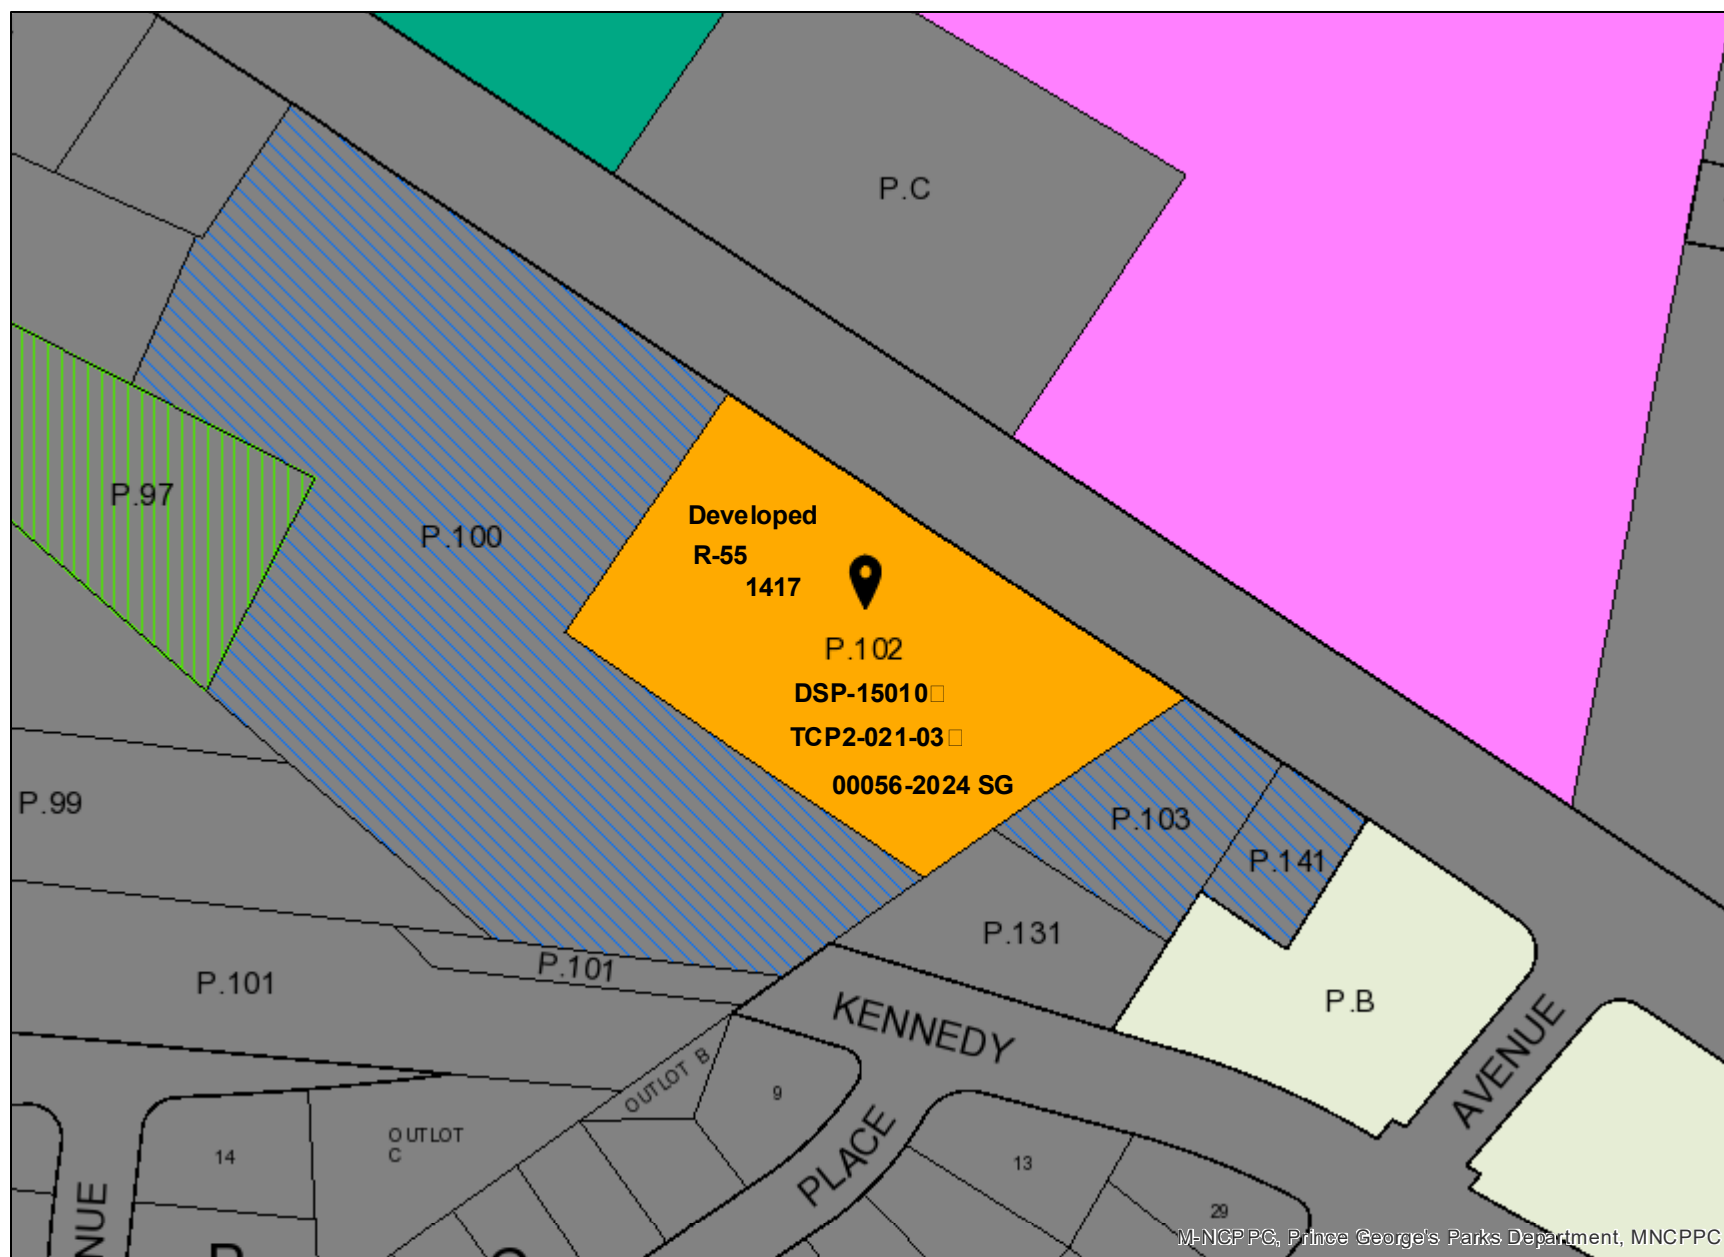 P.C
P.97
P.100
Developed
R-55
1417
P.102
DSP-15010
TCP2-021-03
00056-2024 SG
P.99
P.103
P.141
P.131
P.101
P.101
P.B
KENNEDY
AVENUE
OUTLOT B
9
PLACE
14
OUTLOT
C
13
29
NUE
M-NCPPC, Prince George's Parks Department, MNCPPC